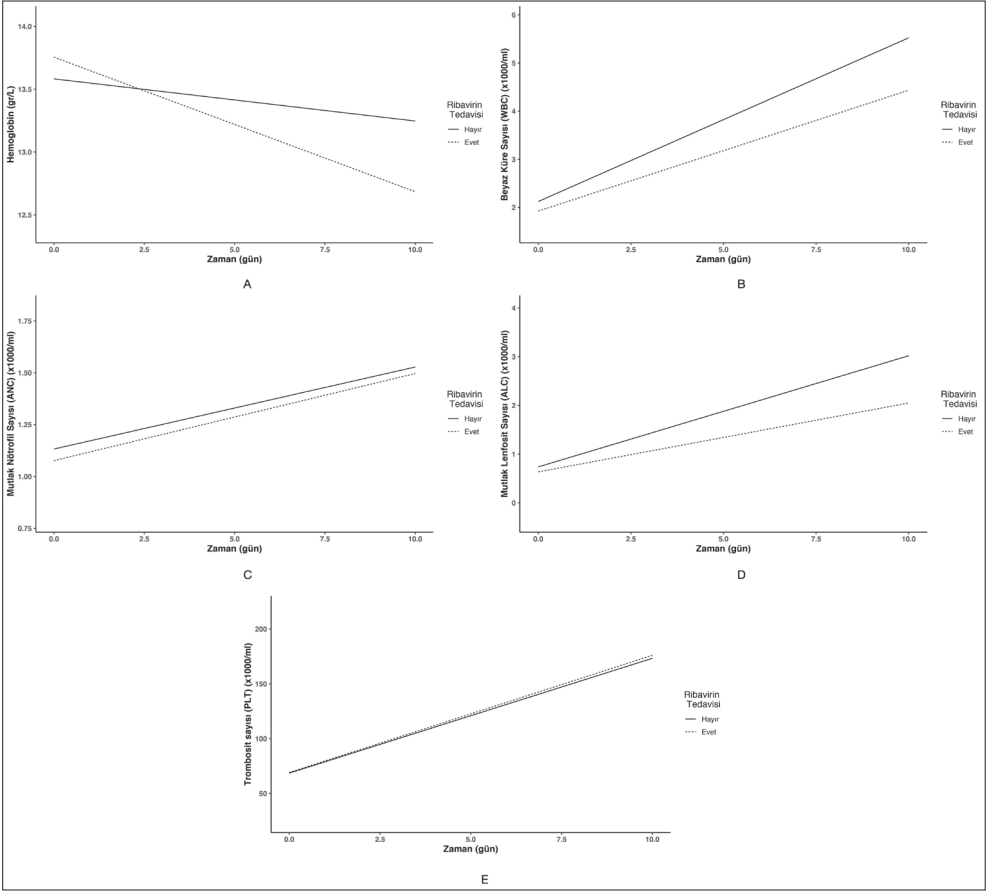 Hemoglobin (gr/L)
14.0
13.5
13.0
12.5
0.0 2.5 5.0 7.5 10.0
Zaman (gün)
Ribavirin
Tedavisi
Hayır
Evet
A
Beyaz Küre Sayısı (WBC) (x1000/ml)
6
5
4
3
2
0.0 2.5 5.0 7.5 10.0
Zaman (gün)
Ribavirin
Tedavisi
Hayır
Evet
B
Mutlak Nötrofil Sayısı (ANC) (x1000/ml)
1.75
1.50
1.25
1.00
0.75
0.0 2.5 5.0 7.5 10.0
Zaman (gün)
Ribavirin
Tedavisi
Hayır
Evet
C
Mutlak Lenfosit Sayısı (ALC) (x1000/ml)
4
3
2
1
0
0.0 2.5 5.0 7.5 10.0
Zaman (gün)
Ribavirin
Tedavisi
Hayır
Evet
D
Trombosit sayısı (PLT) (x1000/ml)
200
150
100
50
0.0 2.5 5.0 7.5 10.0
Zaman (gün)
Ribavirin
Tedavisi
Hayır
Evet
E